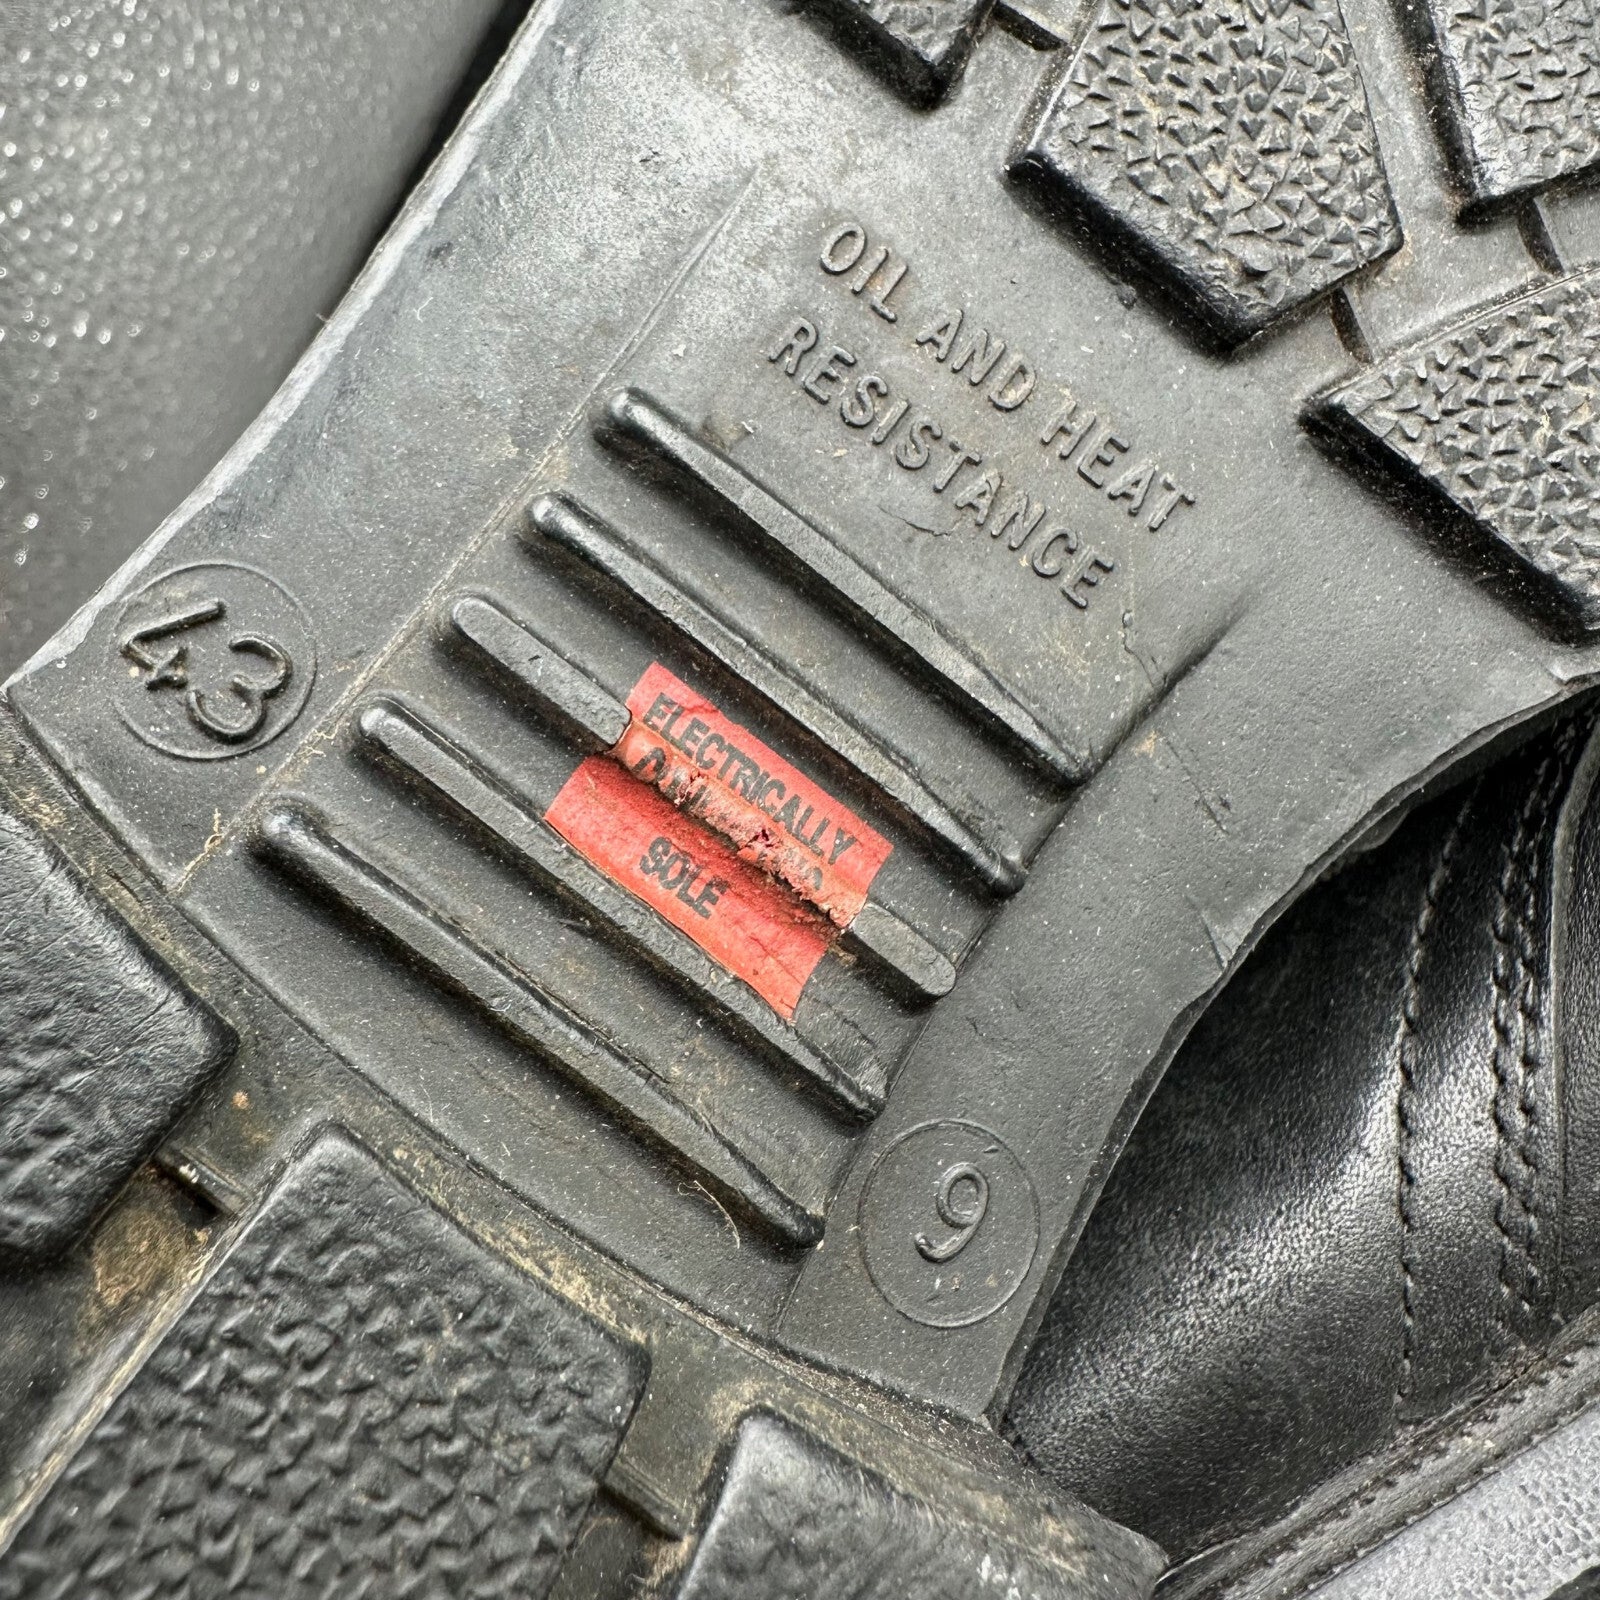 OIL AND HEAT
RESISTANCE
43
ELECTRICALLY
SOLE
9